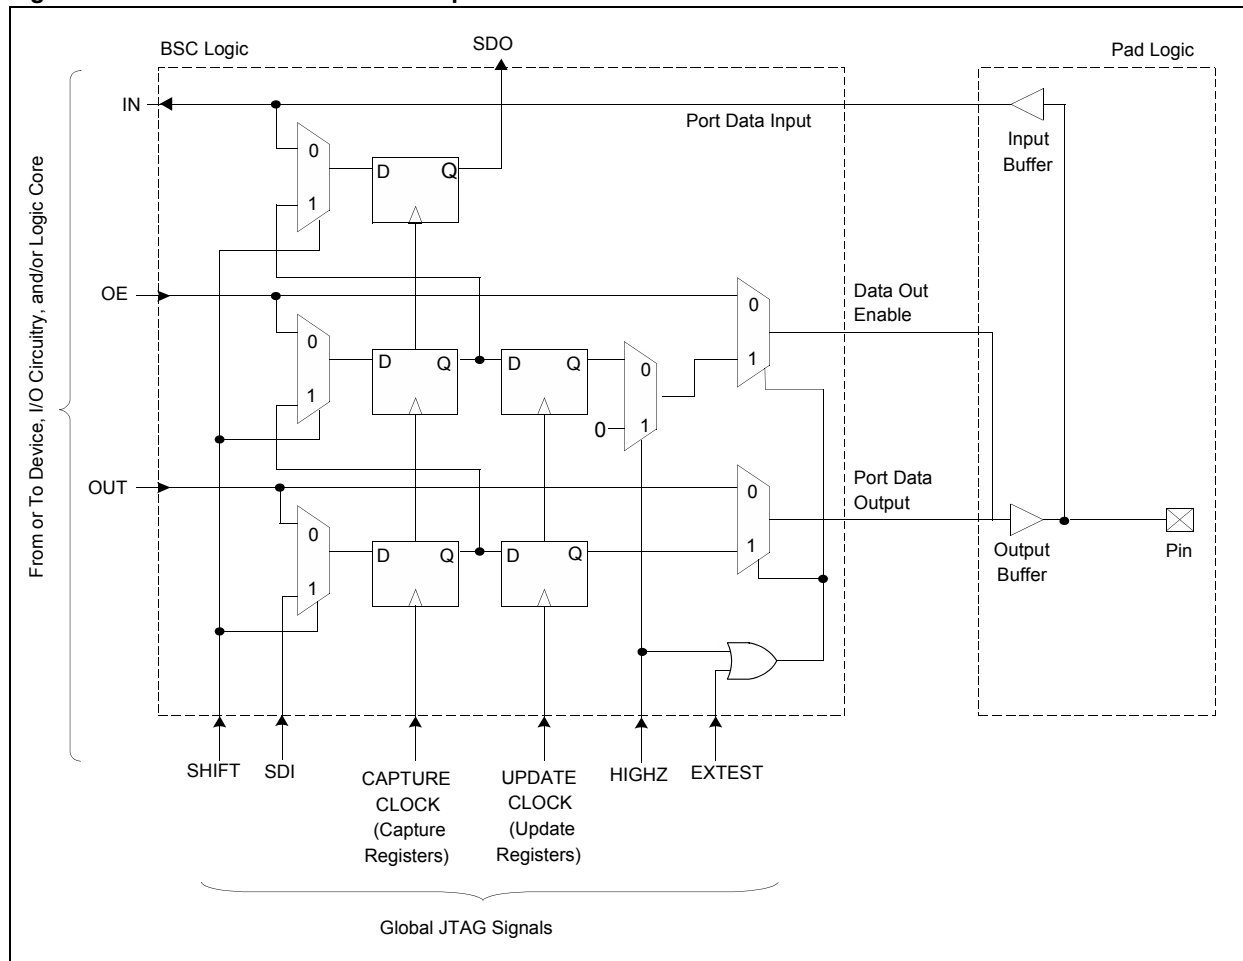 BSC Logic
SDO
Pad Logic
IN
Port Data Input
Input
Buffer
0
1
D
Q
From or To Device, I/O Circuitry, and/or Logic Core
OE
0
Data Out
Enable
0
1
D
Q
D
Q
0
1
1
0
OUT
0
Port Data
Output
0
1
D
Q
D
Q
1
Output
Buffer
Pin
SHIFT
SDI
CAPTURE
CLOCK
(Capture
Registers)
UPDATE
CLOCK
(Update
Registers)
HIGHZ
EXTEST
Global JTAG Signals